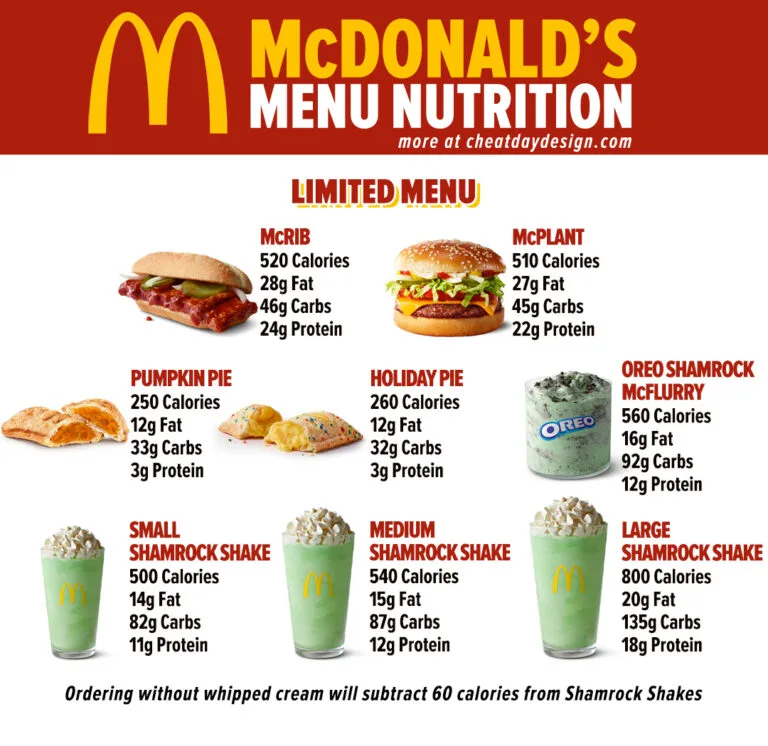 McDONALD'S
MENU NUTRITION
more at cheatdaydesign.com
LIMITED MENU
McRIB
520 Calories
28g Fat
46g Carbs
24g Protein
McPLANT
510 Calories
27g Fat
45g Carbs
22g Protein
PUMPKIN PIE
250 Calories
12g Fat
33g Carbs
3g Protein
HOLIDAY PIE
260 Calories
12g Fat
32g Carbs
3g Protein
OREO
OREO SHAMROCK
McFLURRY
560 Calories
16g Fat
92g Carbs
12g Protein
SMALL
SHAMROCK SHAKE
500 Calories
14g Fat
82g Carbs
11g Protein
MEDIUM
SHAMROCK SHAKE
540 Calories
15g Fat
87g Carbs
12g Protein
LARGE
SHAMROCK SHAKE
800 Calories
20g Fat
135g Carbs
18g Protein
Ordering without whipped cream will subtract 60 calories from Shamrock Shakes